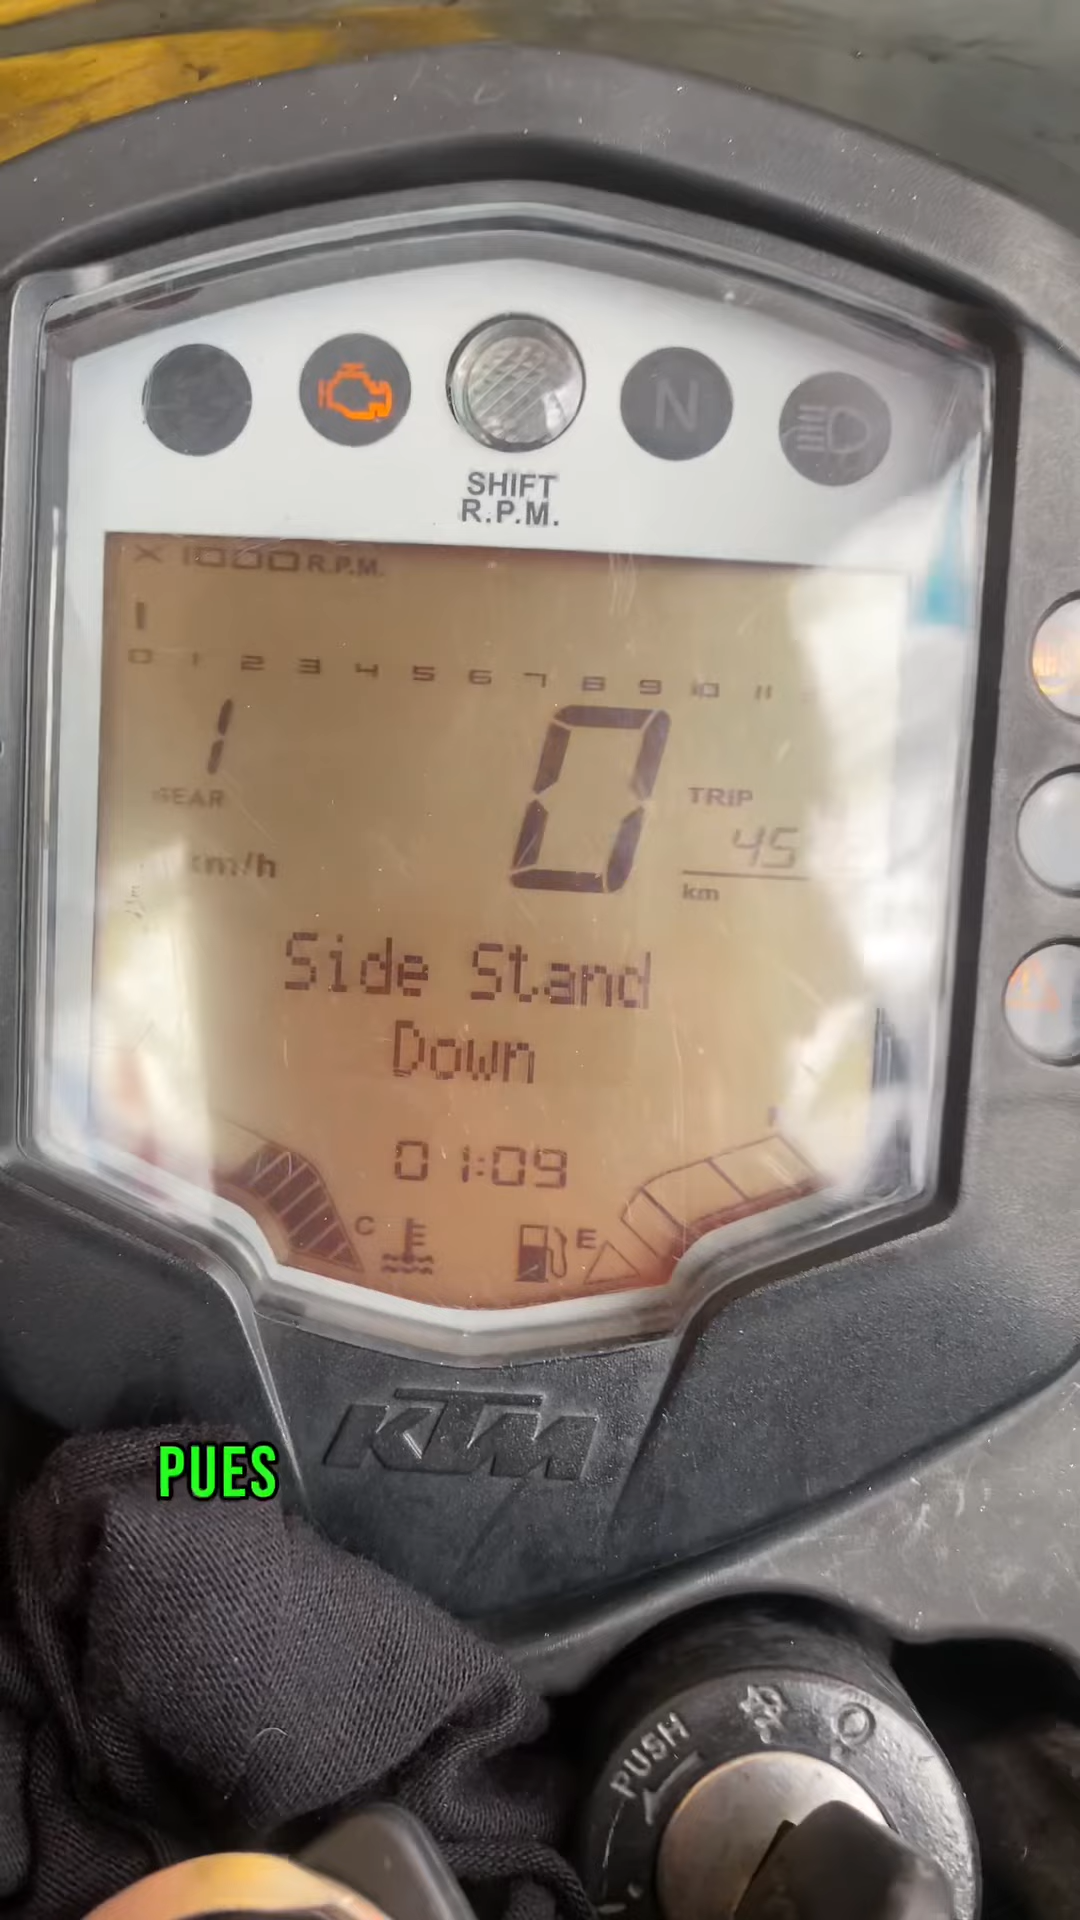 N
SHIFT
R.P.M.
X 1000 R.P.M.
0 1 2 3 4 5 6 7 8 9 10 11
1
0
GEAR
TRIP
45
km/h
km
Side Stand
Down
01:09
C
E
KTM
PUES
PUSH